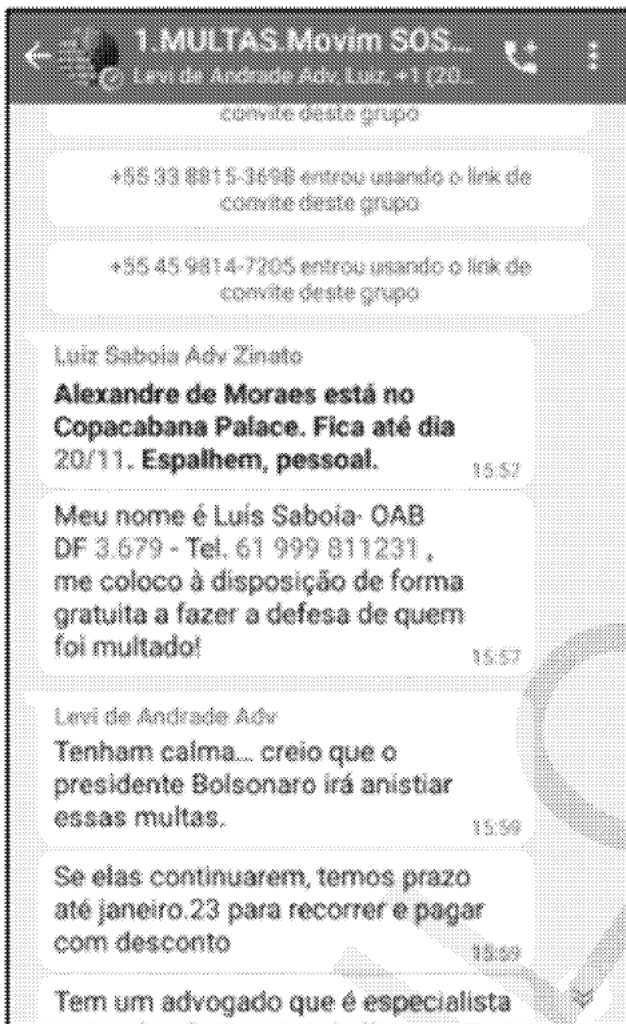 1.MULTAS.Movim SOS...
Levi de Andrade Adv, Luiz, +1 (20...
convite deste grupo
+55 33 8815-3698 entrou usando o link de
convite deste grupo
+55 45 9814-7205 entrou usando o link de
convite deste grupo
Luiz Saboia Adv Zinato
Alexandre de Moraes está no
Copacabana Palace. Fica até dia
20/11. Espalhem, pessoal.
15:57
Meu nome é Luís Saboia- OAB
DF 3.679 - Tel. 61 999 811231 ,
me coloco à disposição de forma
gratuita a fazer a defesa de quem
foi multado!
15:57
Levi de Andrade Adv
Tenham calma... creio que o
presidente Bolsonaro irá anistiar
essas multas.
15:59
Se elas continuarem, temos prazo
até janeiro.23 para recorrer e pagar
com desconto
15:59
Tem um advogado que é especialista